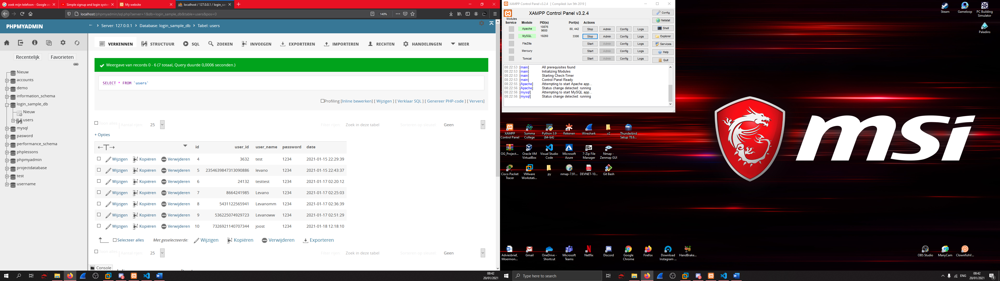 zoek mijn telefoon - Google zo
Simple signup and login system
My website
localhost / 127.0.0.1 / login_sam
localhost/phpmyadmin/sql.php?server=1&db=login_sample_db&table=users&pos=0
140%
PHPMYADMIN
Server: 127.0.0.1 Database: login_sample_db Tabel: users
VERKENNEN STRUCTUUR SQL ZOEKEN INVOEGEN EXPORTEREN IMPORTEREN RECHTEN HANDELINGEN MEER
Recentelijk Favorieten
Nieuw
accounts
demo
information_schema
login_sample_db
Nieuw
users
mysql
pasword
performance_schema
phplessons
phpmyadmin
projectdatabase
test
username
Weergave van records 0 - 6 (7 totaal, Query duurde 0,0006 seconden.)
SELECT * FROM `users`
Profiling [Inline bewerken] [ Wijzigen ] [ Verklaar SQL ] [ Genereer PHP-code ] [ Ververs]
Toon alles Aantal rijen: 25 Filter rijen: Zoek in deze tabel Sorteren op sleutel: Geen
+ Opties
←T→ id user_id user_name password date
Wijzigen Kopiëren Verwijderen 4 3632 test 1234 2021-01-15 22:29:39
Wijzigen Kopiëren Verwijderen 5 2354639847313090886 levano 1234 2021-01-15 22:43:37
Wijzigen Kopiëren Verwijderen 6 24132 testtest 1234 2021-01-17 02:20:12
Wijzigen Kopiëren Verwijderen 7 8664241985 Levano 1234 2021-01-17 02:25:03
Wijzigen Kopiëren Verwijderen 8 5431122565941 Levanomm 1234 2021-01-17 02:36:39
Wijzigen Kopiëren Verwijderen 9 536225074929723 Levanoww 1234 2021-01-17 02:51:29
Wijzigen Kopiëren Verwijderen 10 7326921140707344 joost 1234 2021-01-18 12:18:10
Selecteer alles Met geselecteerde: Wijzigen Kopiëren Verwijderen Exporteren
Toon alles Aantal rijen: 25 Filter rijen: Zoek in deze tabel Sorteren op sleutel: Geen
Console
08:42
20/01/2021
XAMPP Control Panel v3.2.4 [ Compiled: Jun 5th 2019 ]
XAMPP Control Panel v3.2.4
Modules
Service Module PID(s) Port(s) Actions
Apache 10876 9600 80, 442 Stop Admin Config Logs
MySQL 19260 3306 Stop Admin Config Logs
FileZilla Start Admin Config Logs
Mercury Start Admin Config Logs
Tomcat Start Admin Config Logs
Config
Netstat
Shell
Explorer
Services
Help
Quit
08:22:53 [main] All prerequisites found
08:22:53 [main] Initializing Modules
08:22:53 [main] Starting Check-Timer
08:22:53 [main] Control Panel Ready
08:22:55 [Apache] Attempting to start Apache app...
08:22:56 [Apache] Status change detected: running
08:22:56 [mysql] Attempting to start MySQL app...
08:22:56 [mysql] Status change detected: running
Steam
Gameloop
PC Building Simulator
Paladins
msi
XAMPP Control Panel
Summa College
Python 3.9 (64-bit)
Rekenen
Wireshark
v2
Thunderbird Setup 78.6...
OG_Project...
Oracle VM VirtualBox
Visual Studio Code
Microsoft Azure
7-Zip File Manager
Nmap - Zenmap GUI
Cisco Packet Tracer
VMware Workstati...
py
nmap-7.91...
DEVNET-10...
Git Bash
Adviesbrief, Moermon...
Gmail
OneDrive - Shortcut
Microsoft Teams
Netflix
Discord
Google Chrome
Firefox
Download Instagram ...
HandBrake...
OBS Studio
ManyCam
ClownfishV...
Type here to search
ENG
08:42
20/01/2021